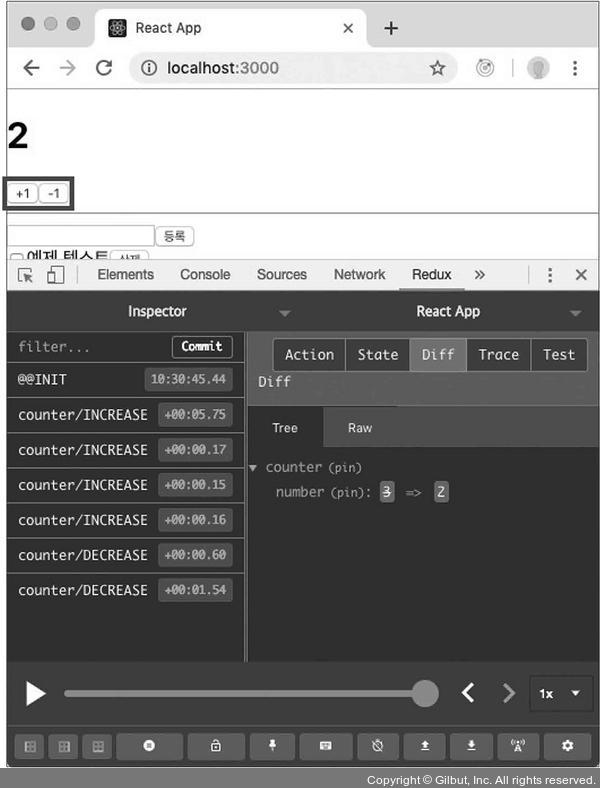 React App
localhost:3000
2
+1 -1
등록
예제 텍스트 삭제
Elements Console Sources Network Redux »
Inspector React App
filter... Commit
Action State Diff Trace Test
@@INIT 10:30:45.44
Diff
counter/INCREASE +00:05.75
Tree Raw
counter/INCREASE +00:00.17
counter (pin)
counter/INCREASE +00:00.15
number (pin): 3 => 2
counter/INCREASE +00:00.16
counter/DECREASE +00:00.60
counter/DECREASE +00:01.54
1x
Copyright © Gilbut, Inc. All rights reserved.